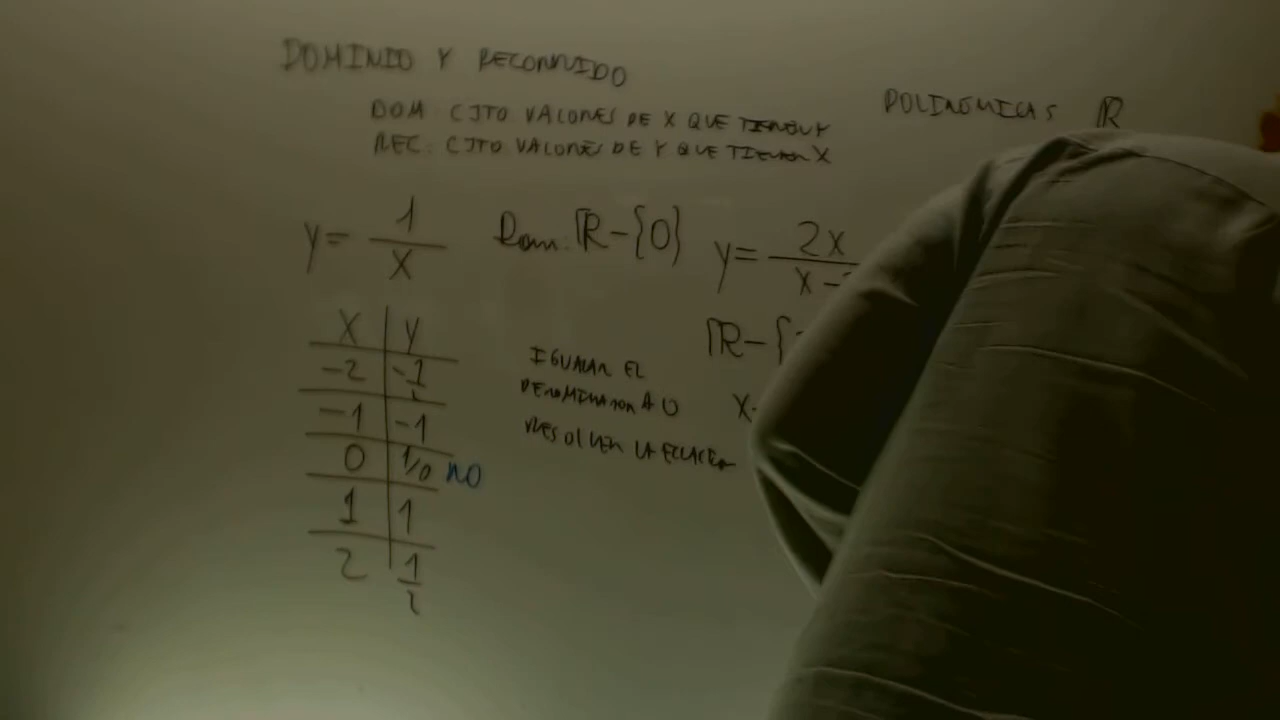 DOMINIO Y RECORRIDO
DOM: CJTO VALORES DE X QUE TIENEN Y
REC: CJTO VALORES DE Y QUE TIENEN X
POLINOMICAS ℝ
y = 1/x
Dom: ℝ-{0}
y = 2x/x-
ℝ-{
X-
X Y
-2 -1/2
-1 -1
0 1/0 NO
1 1
2 1/2
IGUALAR EL
DENOMINADOR A 0
RESOLVER LA ECUACION